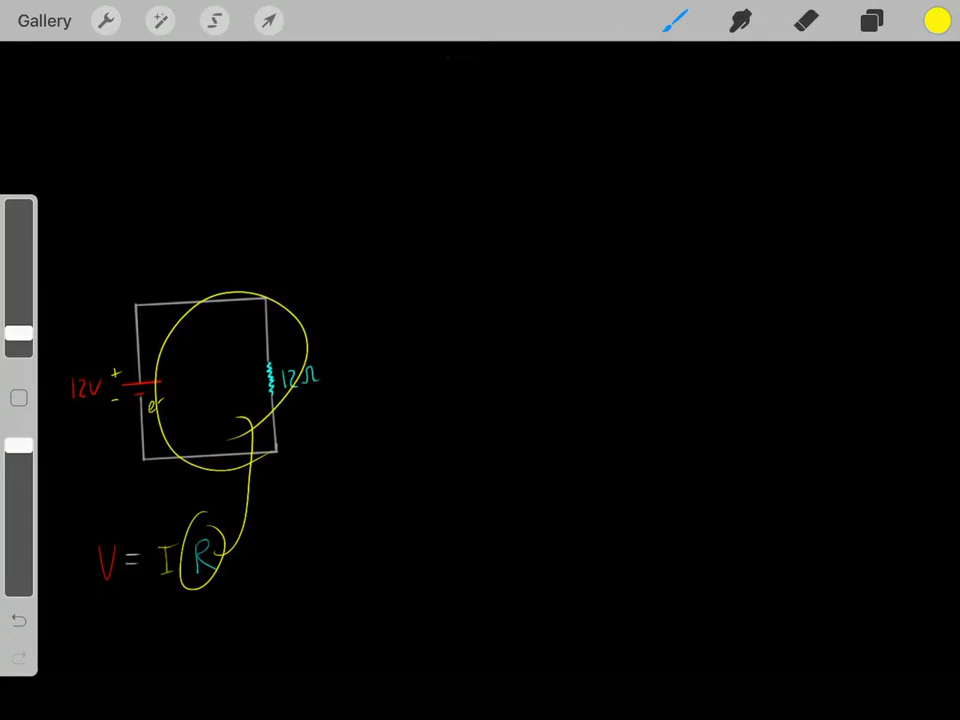 Gallery
+
12V
12Ω
-
e⁻
V = I R